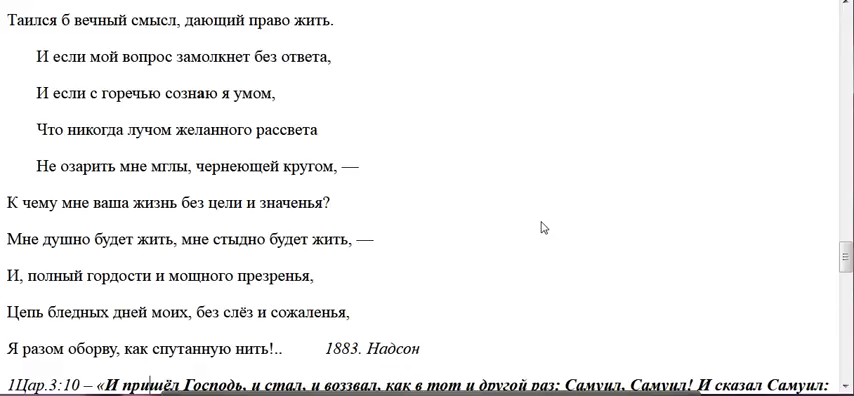 Таился б вечный смысл, дающий право жить.
И если мой вопрос замолкнет без ответа,
И если с горечью сознаю я умом,
Что никогда лучом желанного рассвета
Не озарить мне мглы, чернеющей кругом, —
К чему мне ваша жизнь без цели и значенья?
Мне душно будет жить, мне стыдно будет жить, —
И, полный гордости и мощного презренья,
Цепь бледных дней моих, без слёз и сожаленья,
Я разом оборву, как спутанную нить!.. 1883. Надсон
1Цар.3:10 – «И пришёл Господь, и стал, и воззвал, как в тот и другой раз: Самуил, Самуил! И сказал Самуил: